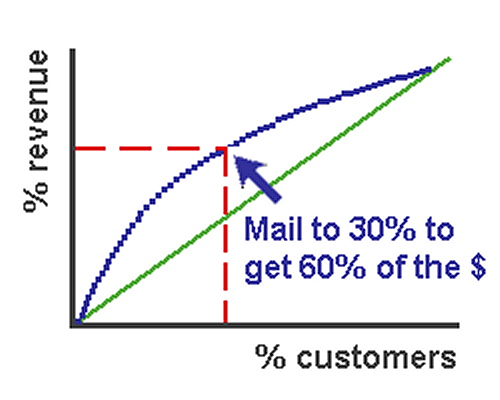 % revenue
Mail to 30% to
get 60% of the $
% customers